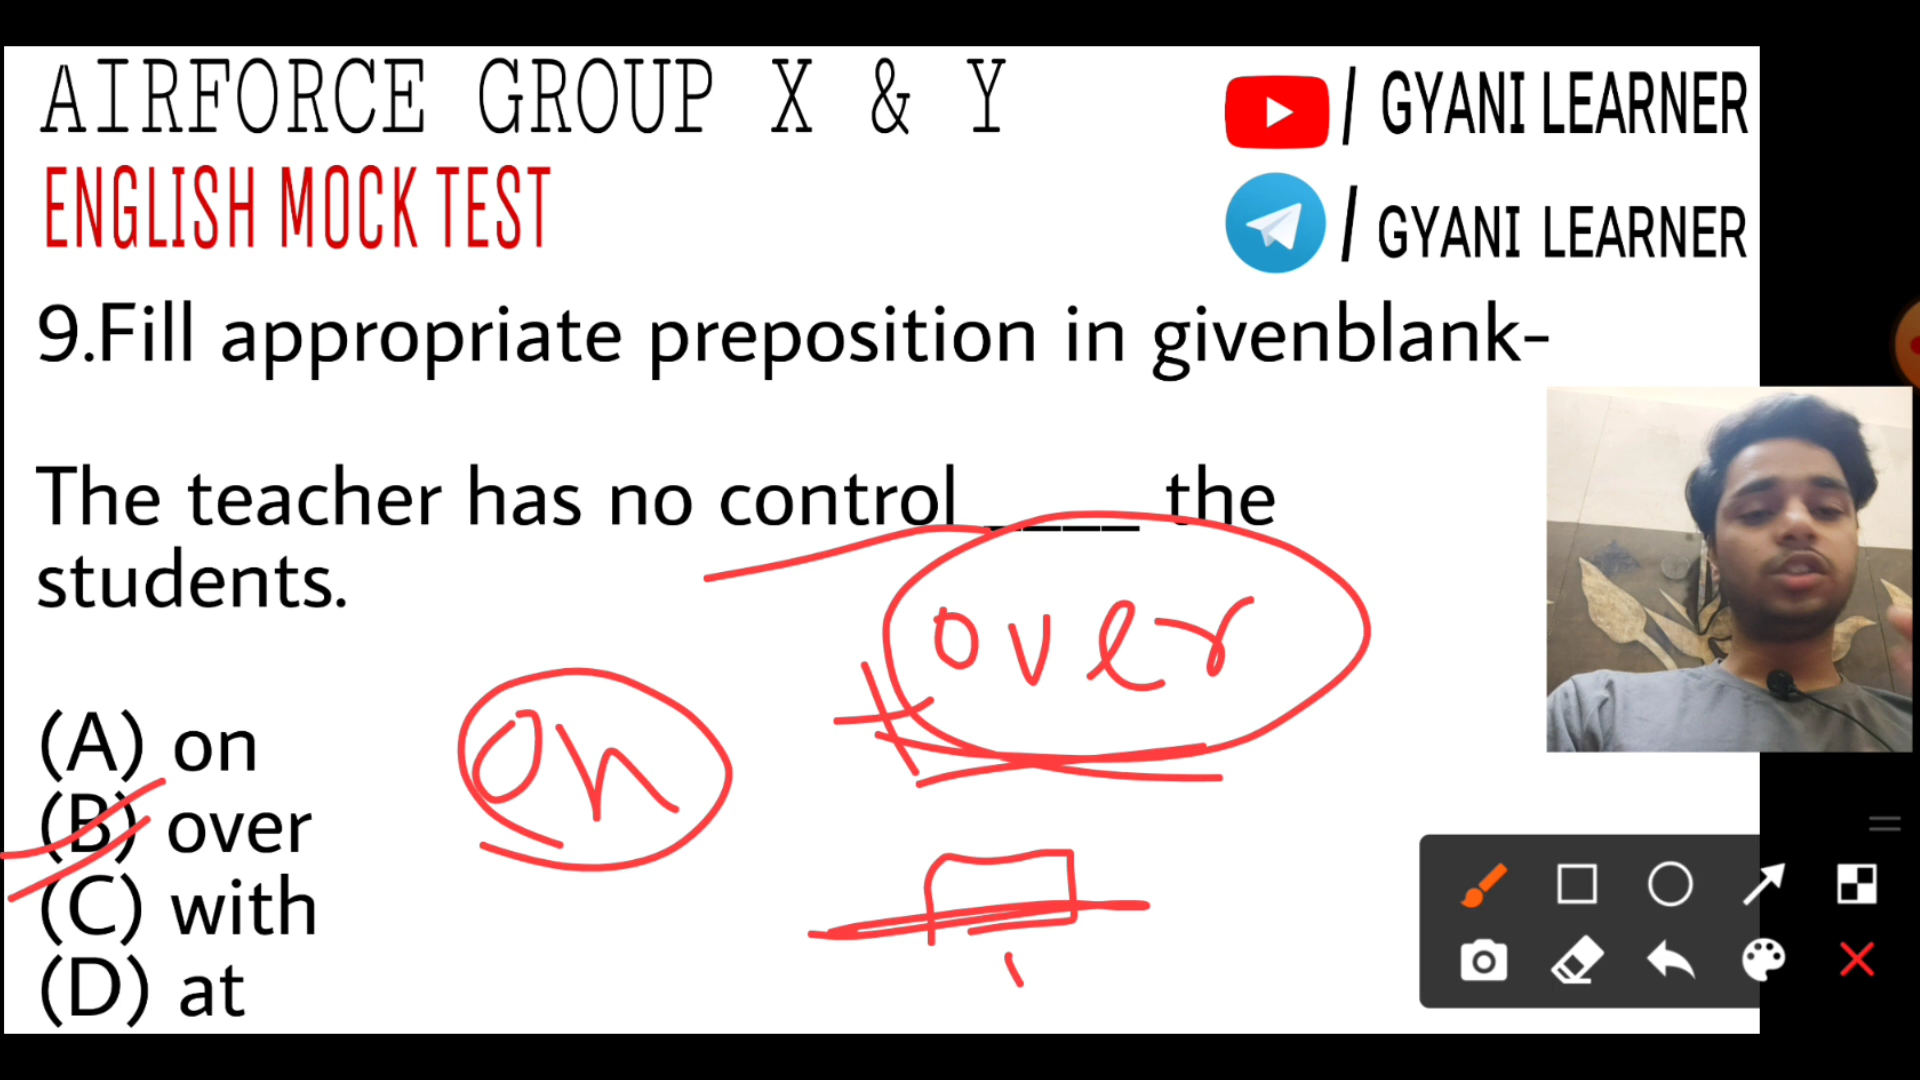 AIRFORCE GROUP X & Y
/ GYANI LEARNER
ENGLISH MOCK TEST
/ GYANI LEARNER
9.Fill appropriate preposition in givenblank-
The teacher has no control ____ the
students.
over
on
(A) on
(B) over
(C) with
(D) at